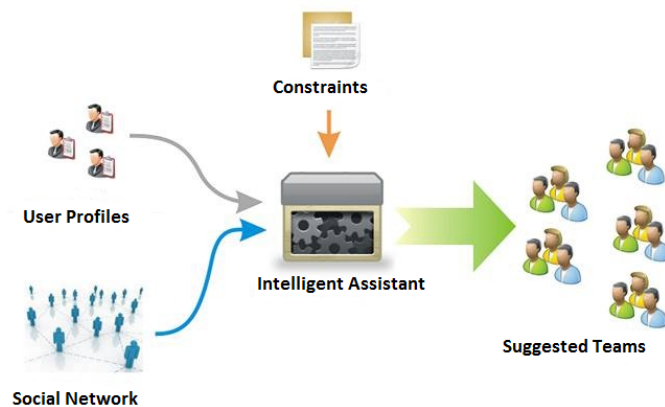 Constraints
User Profiles
Intelligent Assistant
Suggested Teams
Social Network